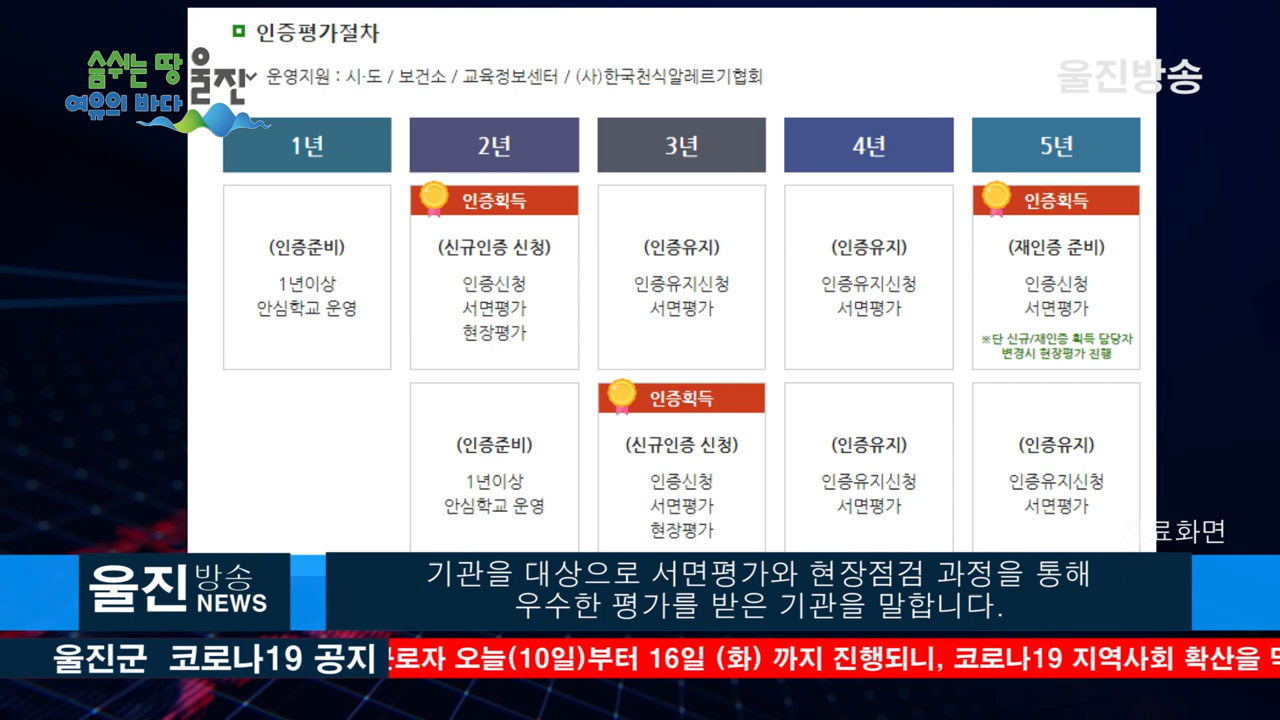 인증평가절차
운영지원 : 시·도 / 보건소 / 교육정보센터 / (사)한국천식알레르기협회
숨쉬는 땅
여유의 바다
울진
울진방송
1년
2년
3년
4년
5년
(인증준비)
1년이상
안심학교 운영
인증획득
(신규인증 신청)
인증신청
서면평가
현장평가
(인증유지)
인증유지신청
서면평가
(인증유지)
인증유지신청
서면평가
인증획득
(재인증 준비)
인증신청
서면평가
※단 신규/재인증 획득 담당자
변경시 현장평가 진행
(인증준비)
1년이상
안심학교 운영
인증획득
(신규인증 신청)
인증신청
서면평가
현장평가
(인증유지)
인증유지신청
서면평가
(인증유지)
인증유지신청
서면평가
자료화면
울진방송
NEWS
기관을 대상으로 서면평가와 현장점검 과정을 통해
우수한 평가를 받은 기관을 말합니다.
울진군 코로나19 공지
로자 오늘(10일)부터 16일 (화) 까지 진행되니, 코로나19 지역사회 확산을